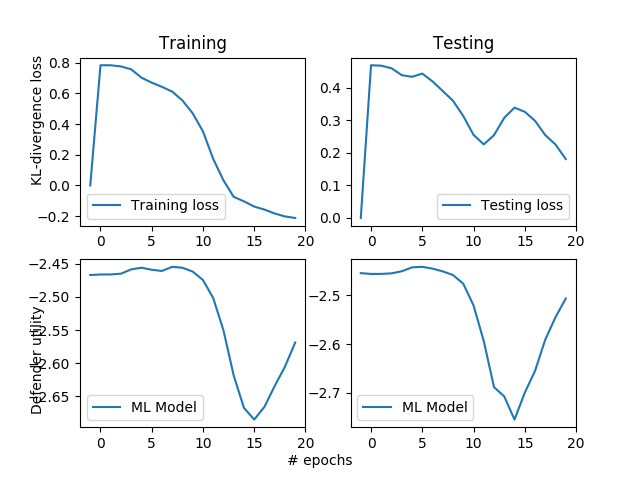 Training
Testing
KL-divergence loss
0.8
0.6
0.4
0.2
0.0
−0.2
Training loss
0 5 10 15 20
0.4
0.3
0.2
0.1
0.0
Testing loss
0 5 10 15 20
Defender utility
−2.45
−2.50
−2.55
−2.60
−2.65
ML Model
0 5 10 15 20
−2.5
−2.6
−2.7
ML Model
0 5 10 15 20
# epochs